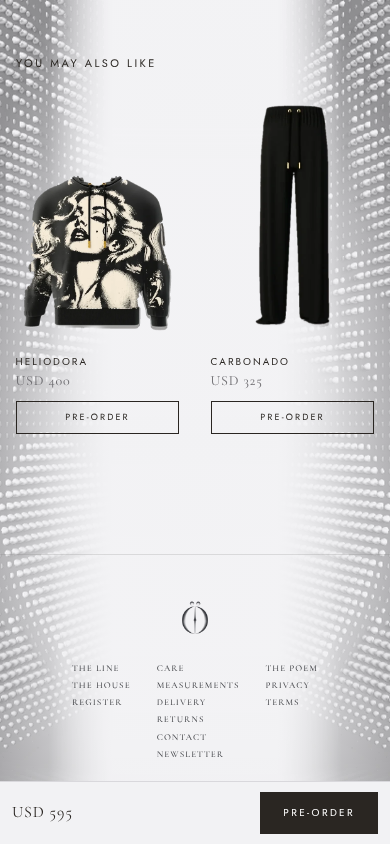 YOU MAY ALSO LIKE
HELIODORA
USD 400
PRE-ORDER
CARBONADO
USD 325
PRE-ORDER
Ö
THE LINE
THE HOUSE
REGISTER
CARE
MEASUREMENTS
DELIVERY
RETURNS
CONTACT
NEWSLETTER
THE POEM
PRIVACY
TERMS
USD 595
PRE-ORDER